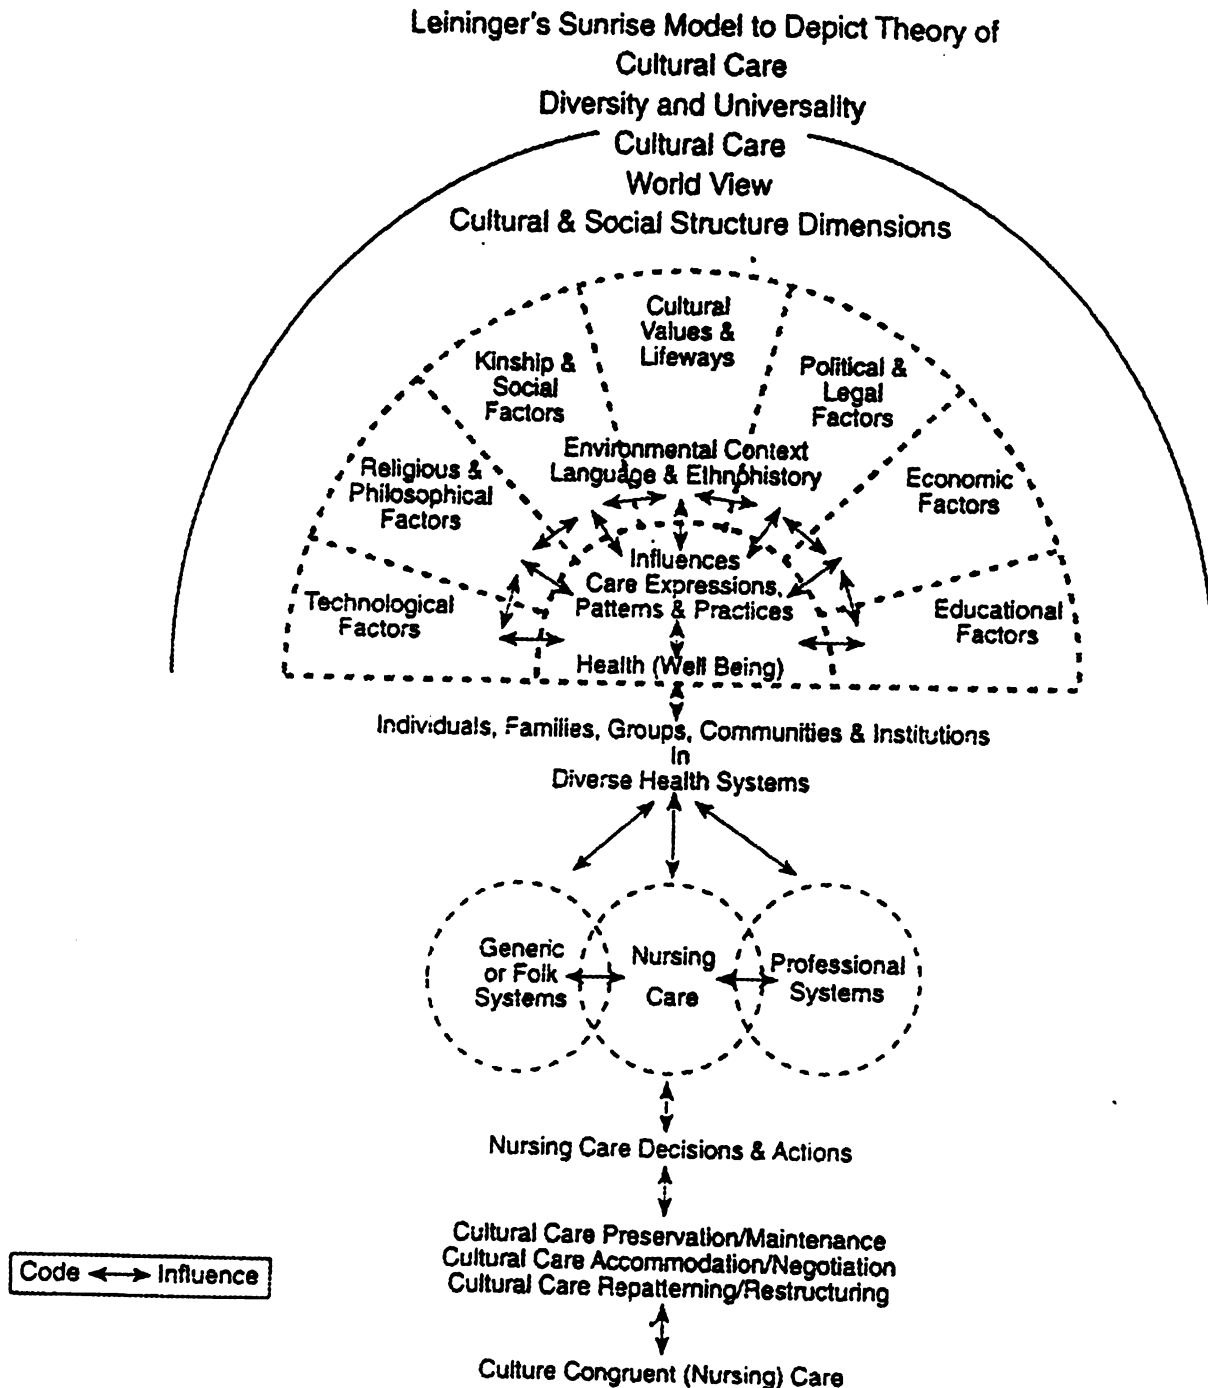 Leininger's Sunrise Model to Depict Theory of
Cultural Care
Diversity and Universality
Cultural Care
World View
Cultural & Social Structure Dimensions
Cultural
Values &
Lifeways
Kinship &
Social
Factors
Political &
Legal
Factors
Religious &
Philosophical
Factors
Environmental Context
Language & Ethnohistory
Economic
Factors
Technological
Factors
Influences
Care Expressions,
Patterns & Practices
Educational
Factors
Health (Well Being)
Individuals, Families, Groups, Communities & Institutions
In
Diverse Health Systems
Generic
or Folk
Systems
Nursing
Care
Professional
Systems
Nursing Care Decisions & Actions
Cultural Care Preservation/Maintenance
Cultural Care Accommodation/Negotiation
Cultural Care Repatterning/Restructuring
Code Influence
Culture Congruent (Nursing) Care